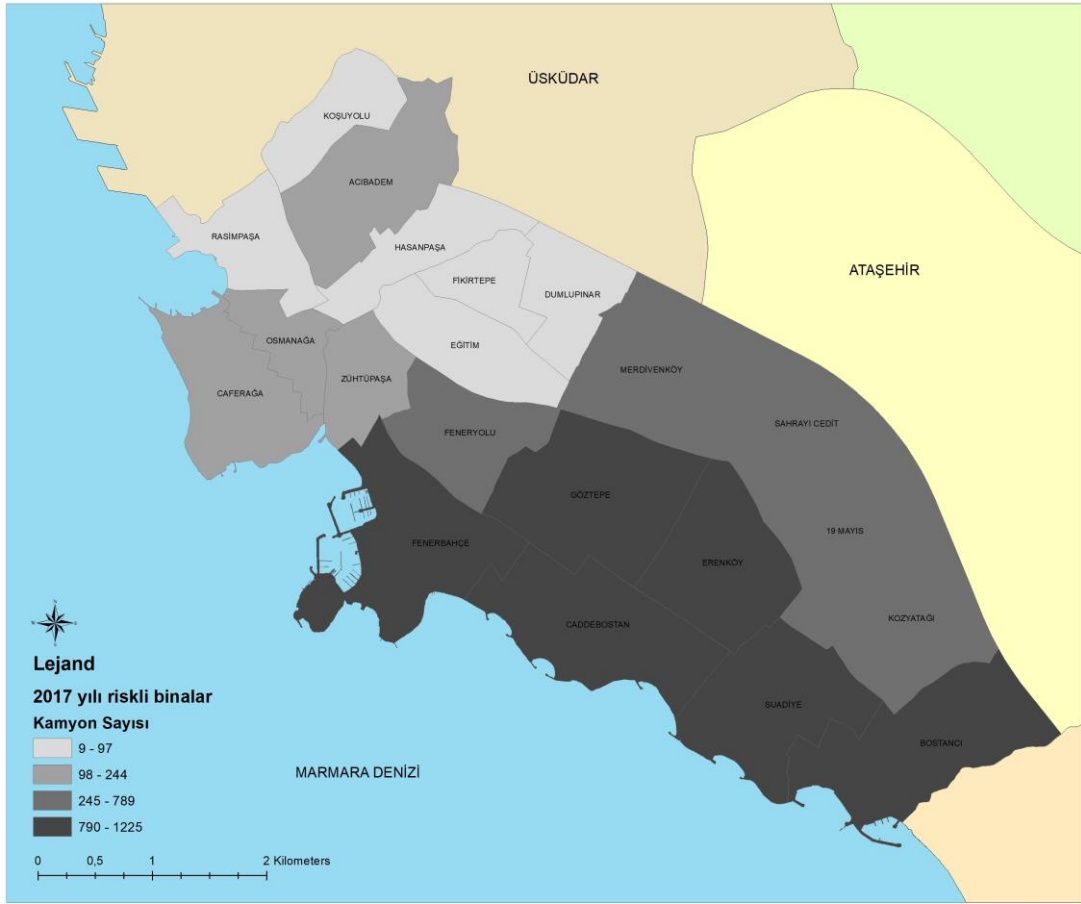 ÜSKÜDAR
KOŞUYOLU
ACIBADEM
RASİMPAŞA
HASANPAŞA
ATAŞEHİR
FİKİRTEPE
DUMLUPINAR
OSMANAĞA
EĞİTİM
MERDİVENKÖY
ZÜHTÜPAŞA
CAFERAĞA
SAHRAYI CEDİT
FENERYOLU
GÖZTEPE
19 MAYIS
FENERBAHÇE
ERENKÖY
CADDEBOSTAN
KOZYATAĞI
SUADİYE
BOSTANCI
MARMARA DENİZİ
Lejand
2017 yılı riskli binalar
Kamyon Sayısı
9 - 97
98 - 244
245 - 789
790 - 1225
0 0,5 1 2 Kilometers